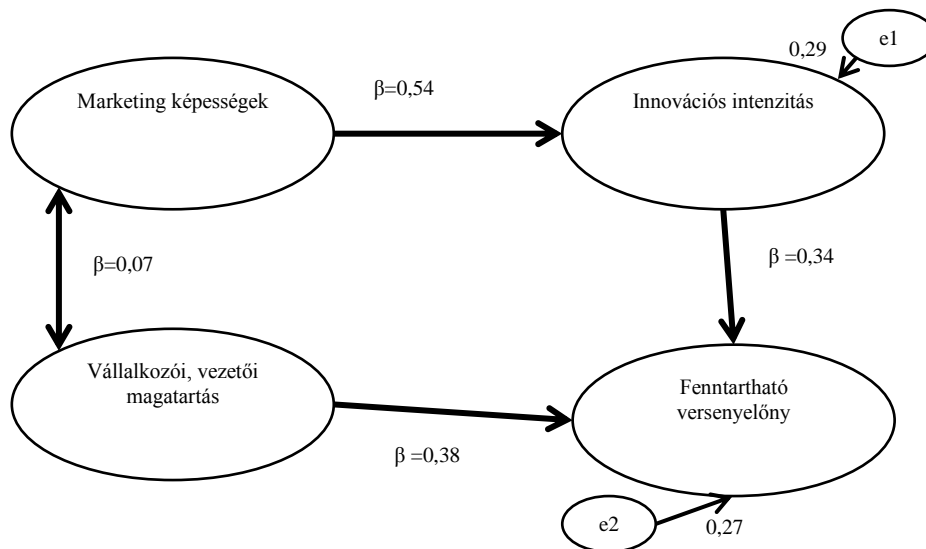 e1
0,29
Marketing képességek
β=0,54
Innovációs intenzitás
β=0,07
β =0,34
Vállalkozói, vezetői
magatartás
Fenntartható
versenyelőny
β =0,38
e2
0,27